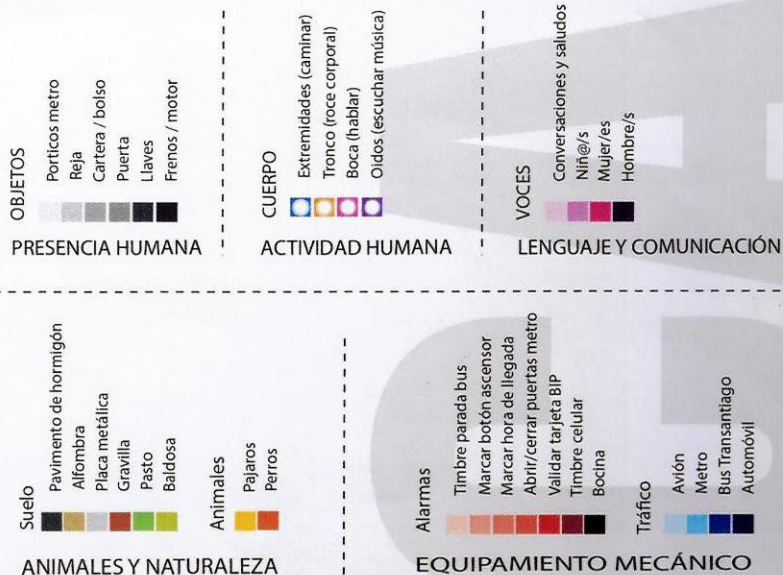 OBJETOS
Porticos metro
Reja
Cartera / bolso
Puerta
Llaves
Frenos / motor
PRESENCIA HUMANA
CUERPO
Extremidades (caminar)
Tronco (roce corporal)
Boca (hablar)
Oidos (escuchar música)
ACTIVIDAD HUMANA
VOCES
Conversaciones y saludos
Niñ@/s
Mujer/es
Hombre/s
LENGUAJE Y COMUNICACIÓN
Suelo
Pavimento de hormigón
Alfombra
Placa metálica
Gravilla
Pasto
Baldosa
Animales
Pajaros
Perros
ANIMALES Y NATURALEZA
Alarmas
Timbre parada bus
Marcar botón ascensor
Marcar hora de llegada
Abrir/cerrar puertas metro
Validar tarjeta BIP
Timbre celular
Bocina
Tráfico
Avión
Metro
Bus Transantiago
Automóvil
EQUIPAMIENTO MECÁNICO